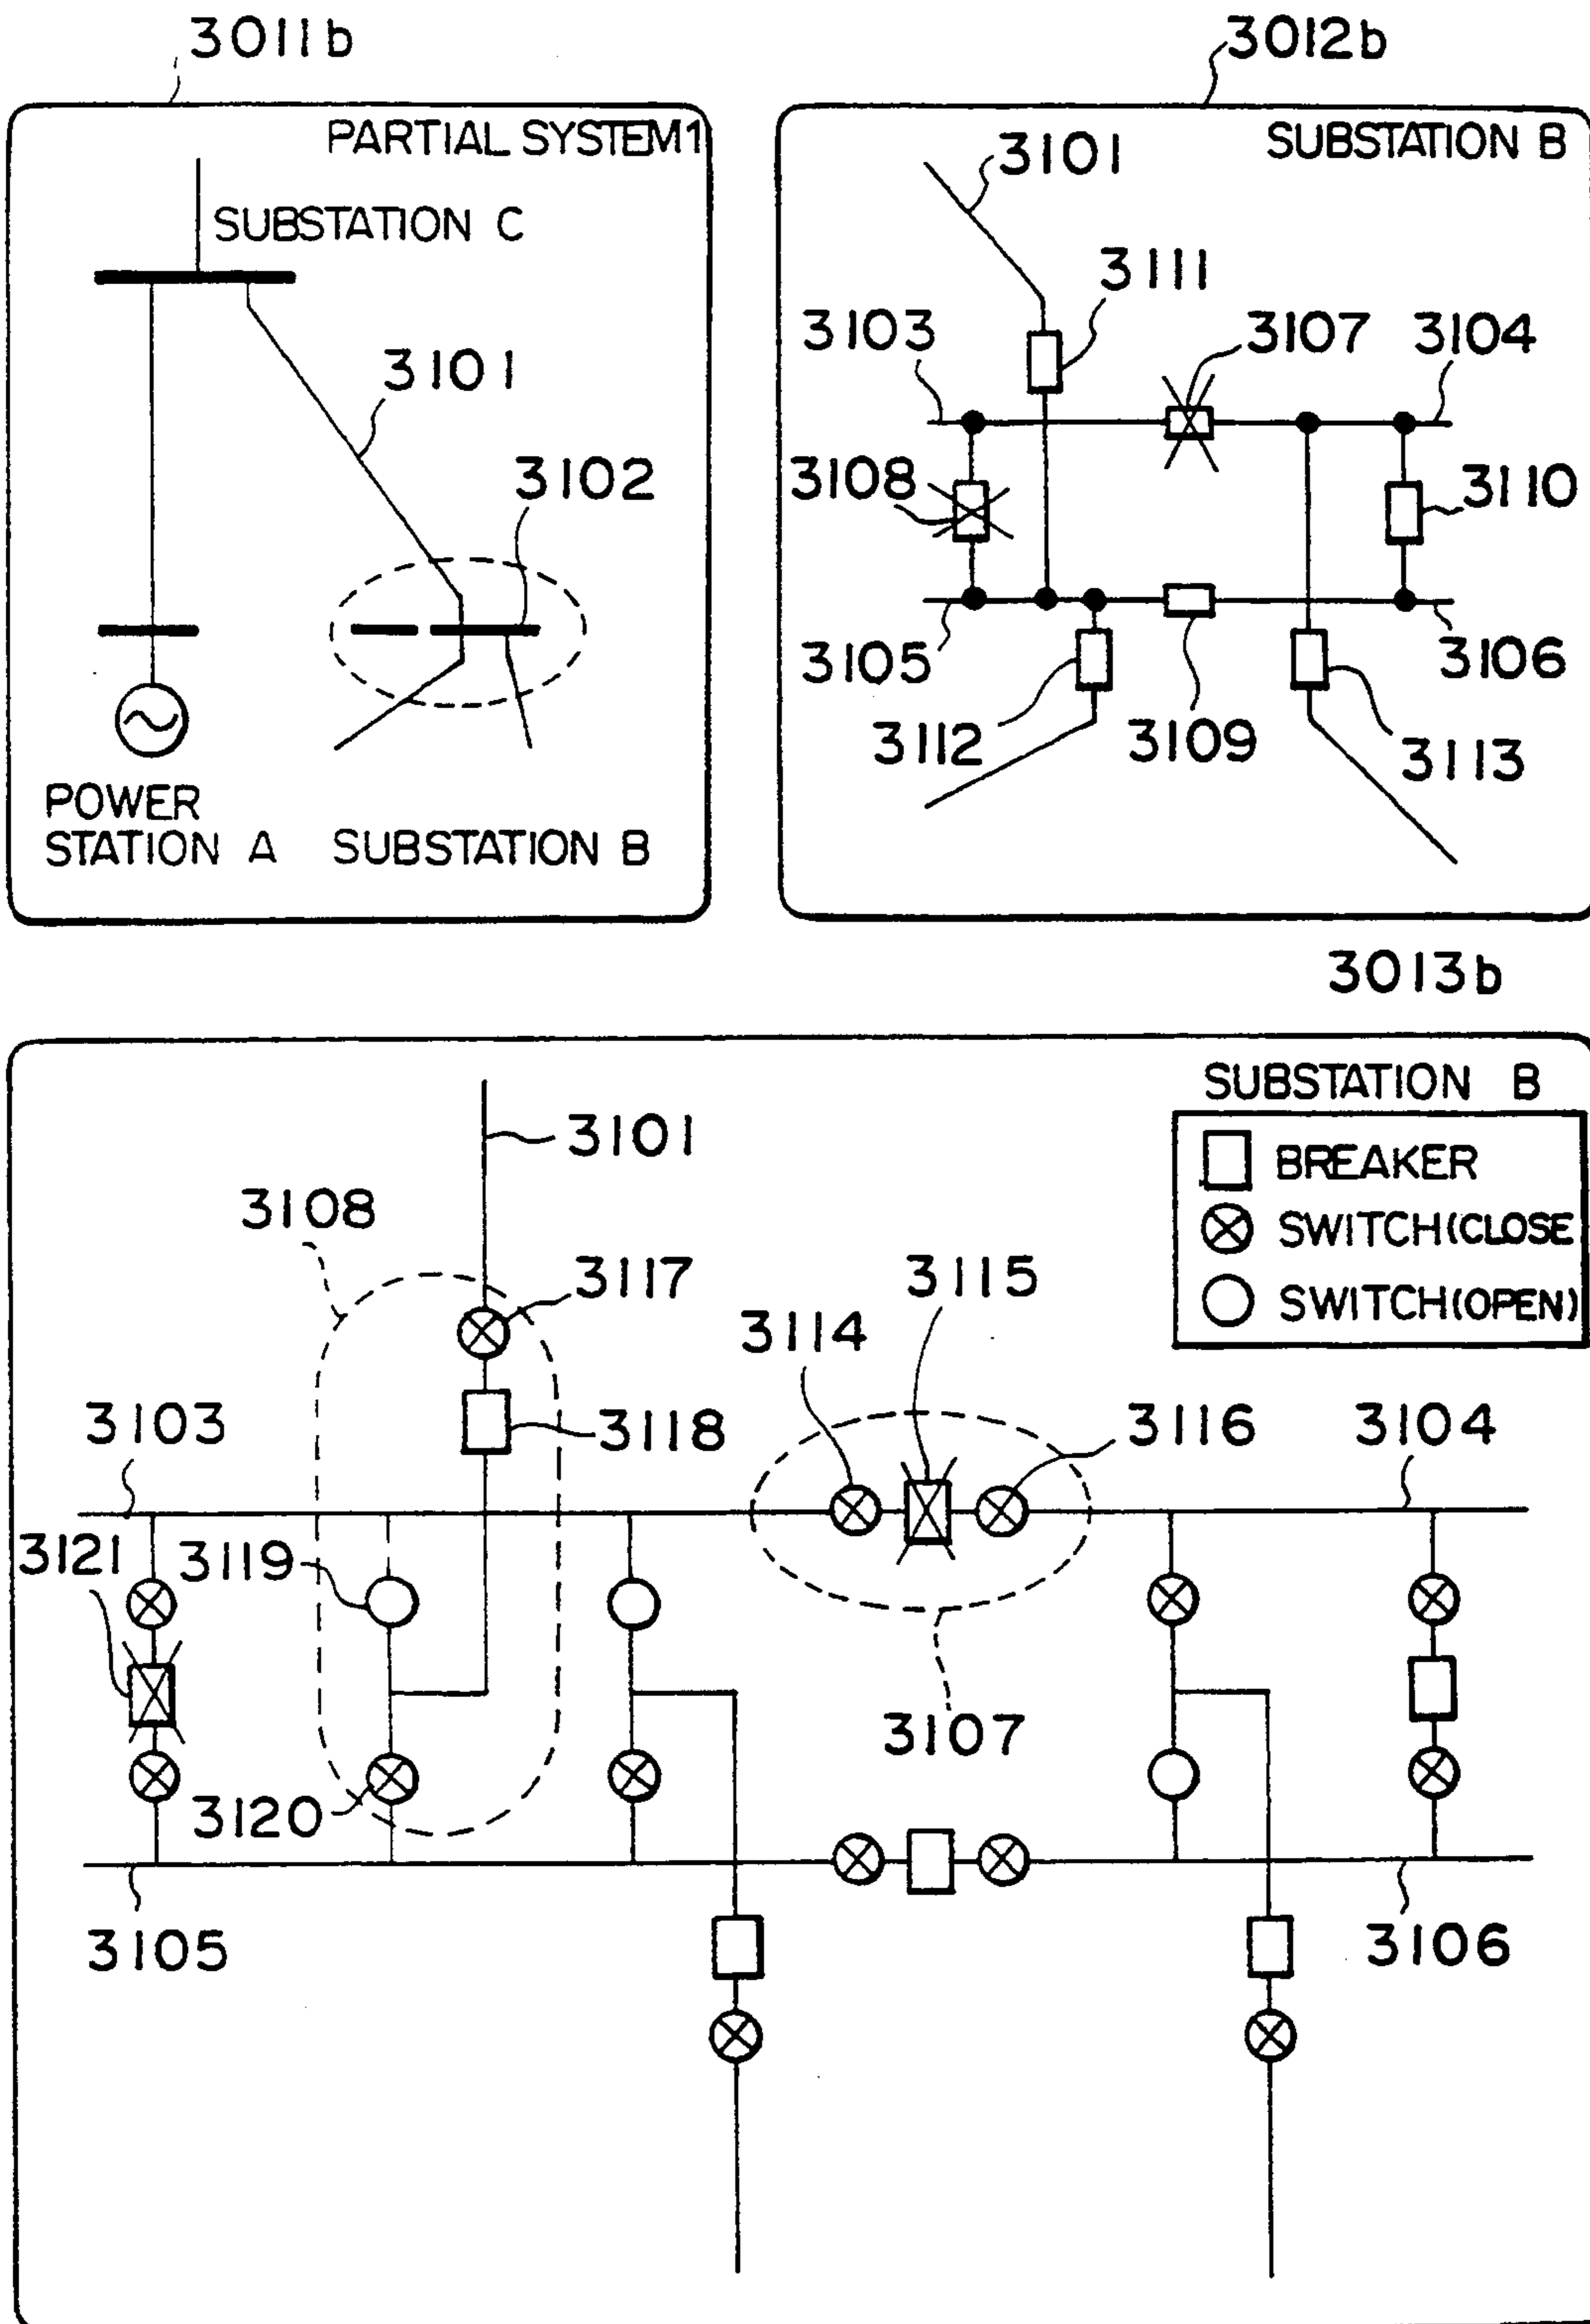 3011b
3012b
PARTIAL SYSTEM1
SUBSTATION C
3101
3102
POWER
STATION A
SUBSTATION B
SUBSTATION B
3101
3111
3103
3107
3104
3108
3110
3105
3106
3112
3109
3113
3013b
SUBSTATION B
BREAKER
SWITCH(CLOSE
SWITCH(OPEN)
3101
3108
3117
3115
3114
3103
3118
3116
3104
3121
3119
3107
3120
3105
3106